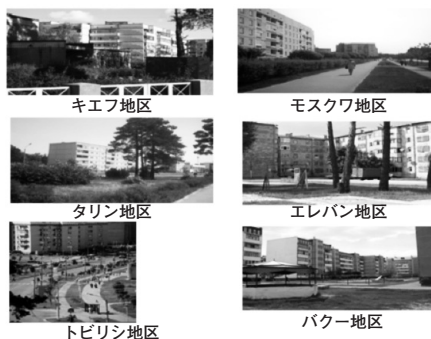 キエフ地区
モスクワ地区
タリン地区
エレバン地区
トビリシ地区
バクー地区